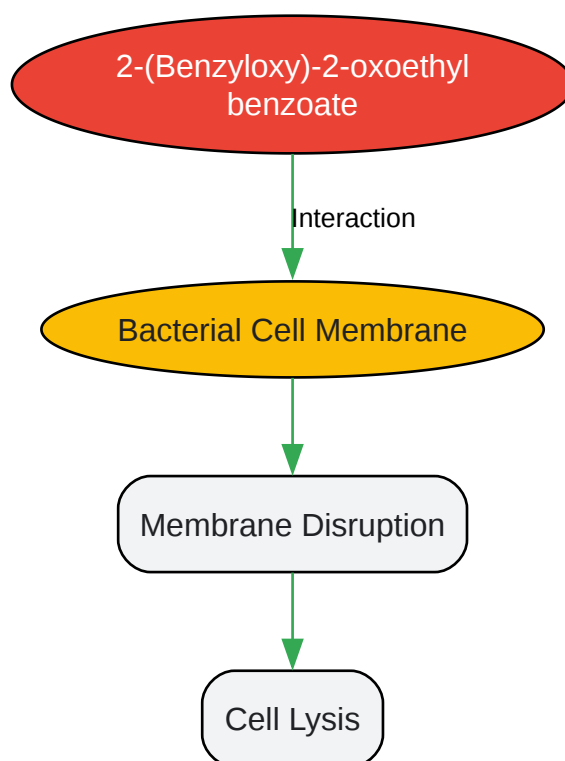 2-(Benzyloxy)-2-oxoethyl
benzoate
Interaction
Bacterial Cell Membrane
Membrane Disruption
Cell Lysis